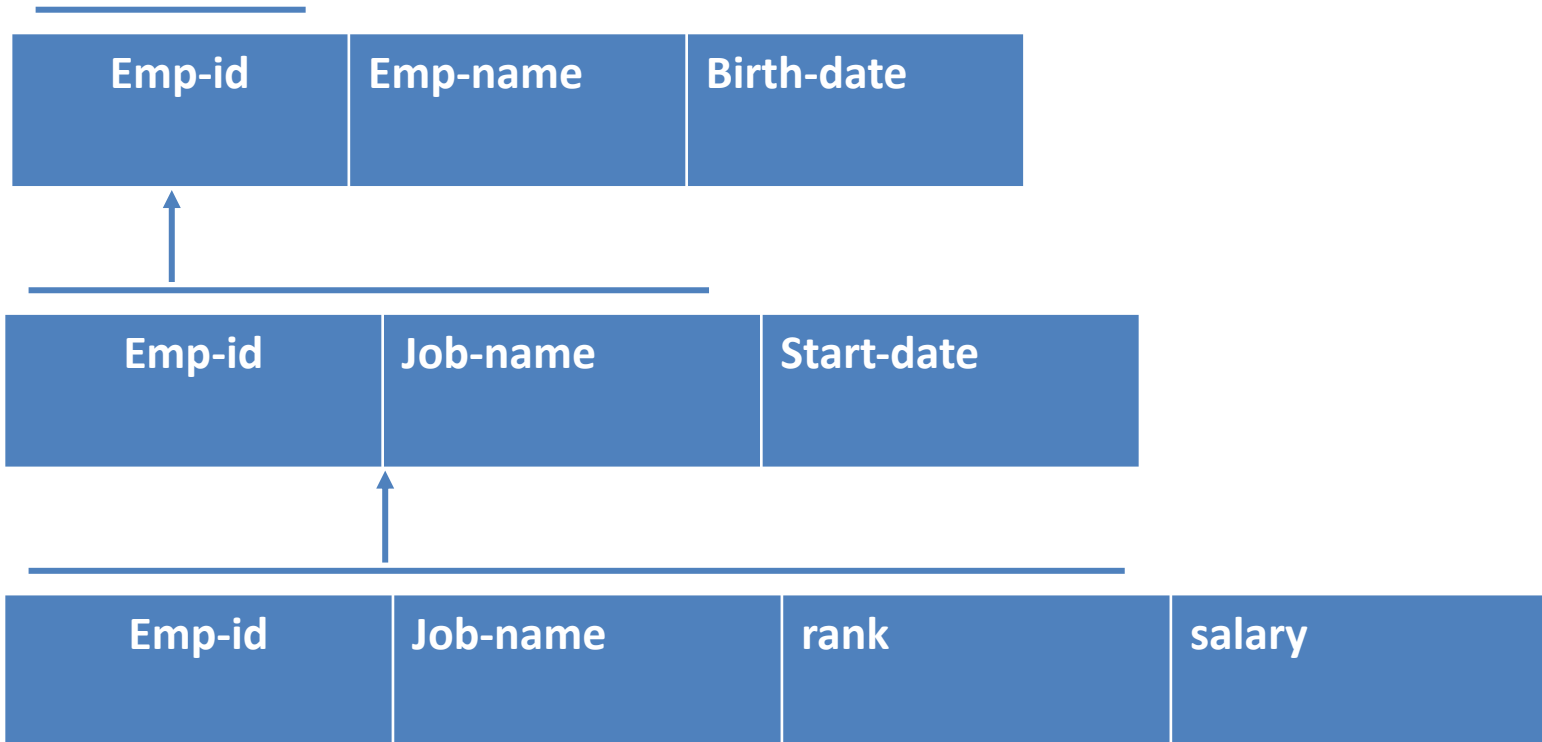 Emp-id Emp-name Birth-date
Emp-id Job-name Start-date
Emp-id Job-name rank salary